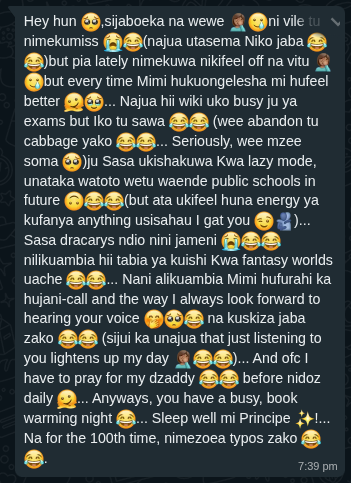 Hey hun 🥺,sijaboeka na wewe 🤦🏽‍♀️🤤ni vile tu
nimekumiss 😭😂(najua utasema Niko jaba 😂
😂)but pia lately nimekuwa nikifeel off na vitu 🤦🏽‍♀️
🥲but every time Mimi hukuongelesha mi hufeel
better 🫠🥹... Najua hii wiki uko busy ju ya
exams but Iko tu sawa 😂😂 (wee abandon tu
cabbage yako 😂😂... Seriously, wee mzee
soma 🥺)ju Sasa ukishakuwa Kwa lazy mode,
unataka watoto wetu waende public schools in
future 🙃😂😂(but ata ukifeel huna energy ya
kufanya anything usisahau I gat you 😏🫂)...
Sasa dracarys ndio nini jameni 😭😂😂
nilikuambia hii tabia ya kuishi Kwa fantasy worlds
uache 😂😂... Nani alikuambia Mimi hufurahi ka
hujani-call and the way I always look forward to
hearing your voice 🤭🥺😂 na kuskiza jaba
zako 😂😂 (sijui ka unajua that just listening to
you lightens up my day 🤦🏽‍♀️😂😂)... And ofc I
have to pray for my dzaddy 😂😂 before nidoz
daily 🫠... Anyways, you have a busy, book
warming night 😂... Sleep well mi Principe ✨!...
Na for the 100th time, nimezoea typos zako 😂
😂.
7:39 pm